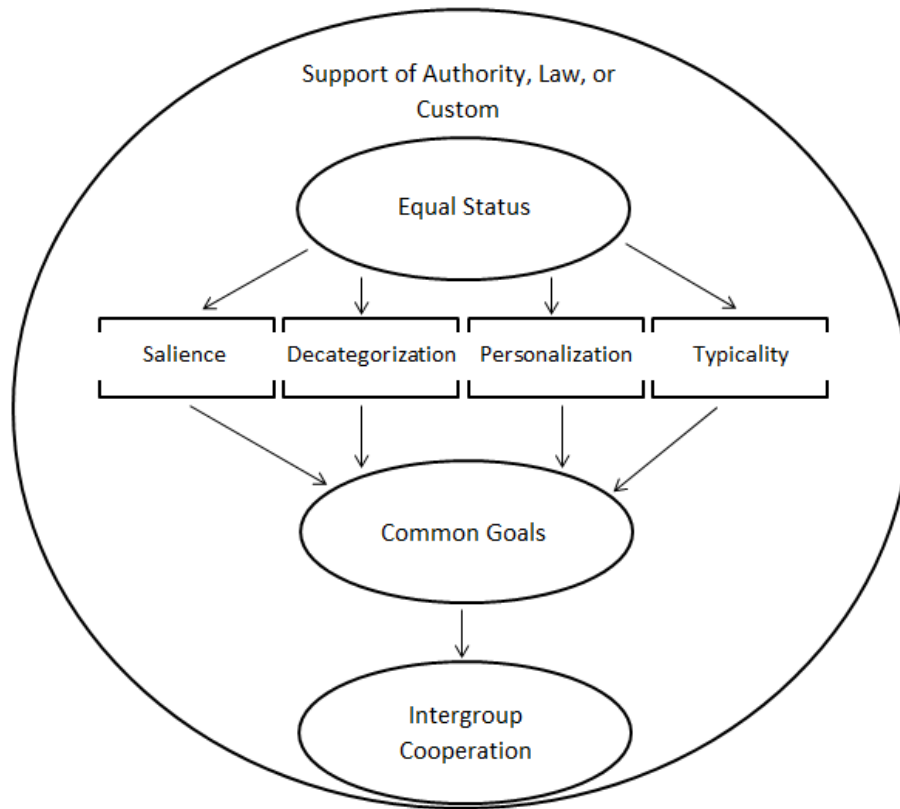 Support of Authority, Law, or
Custom
Equal Status
Salience
Decategorization
Personalization
Typicality
Common Goals
Intergroup
Cooperation